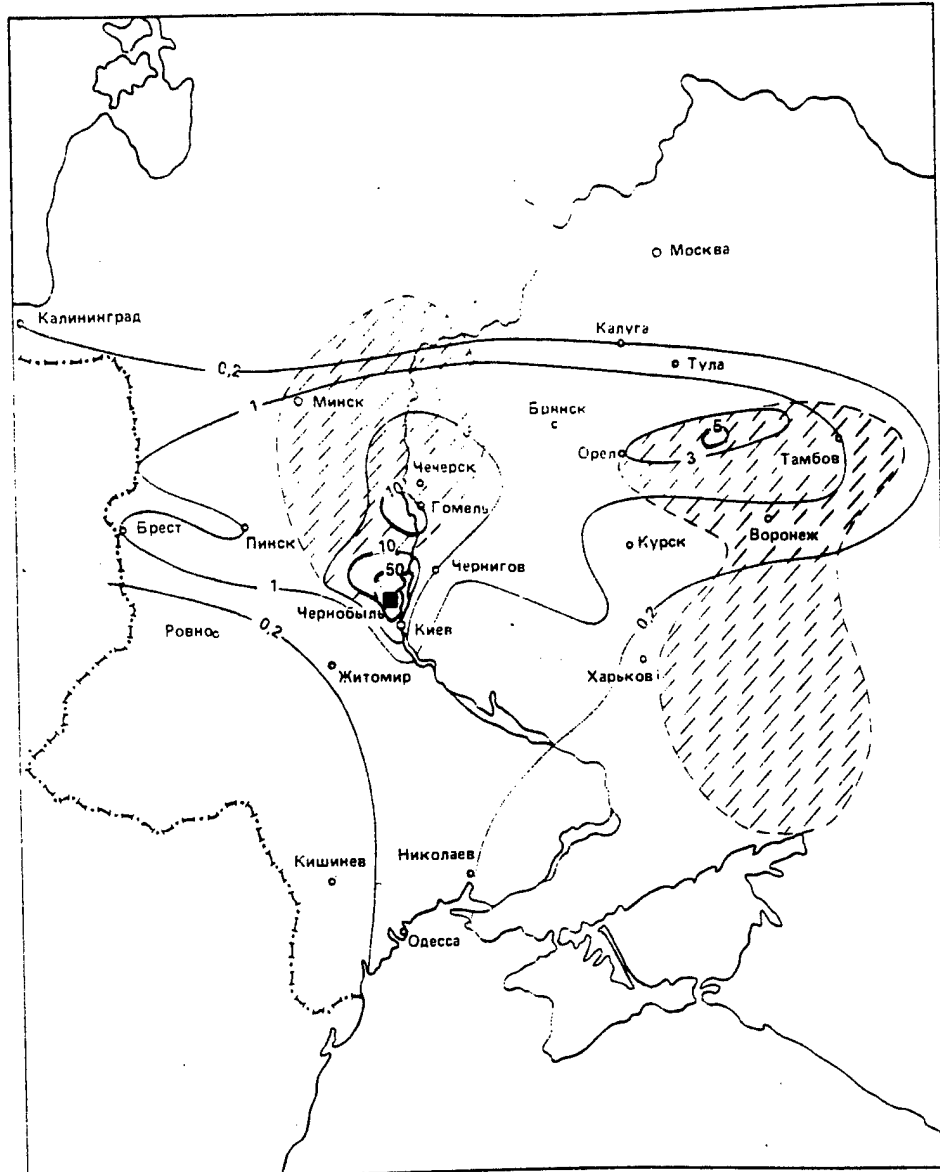 Москва
Калининград
Калуга
0,2
Тула
1
Минск
Брянск
5
Орел
3
Тамбов
Чечерск
10
Гомель
Брест
Пинск
Воронеж
Курск
10
50
Чернигов
1
Чернобыль
Киев
0,2
0,2
Ровно
Житомир
Харьков
Кишинев
Николаев
Одесса